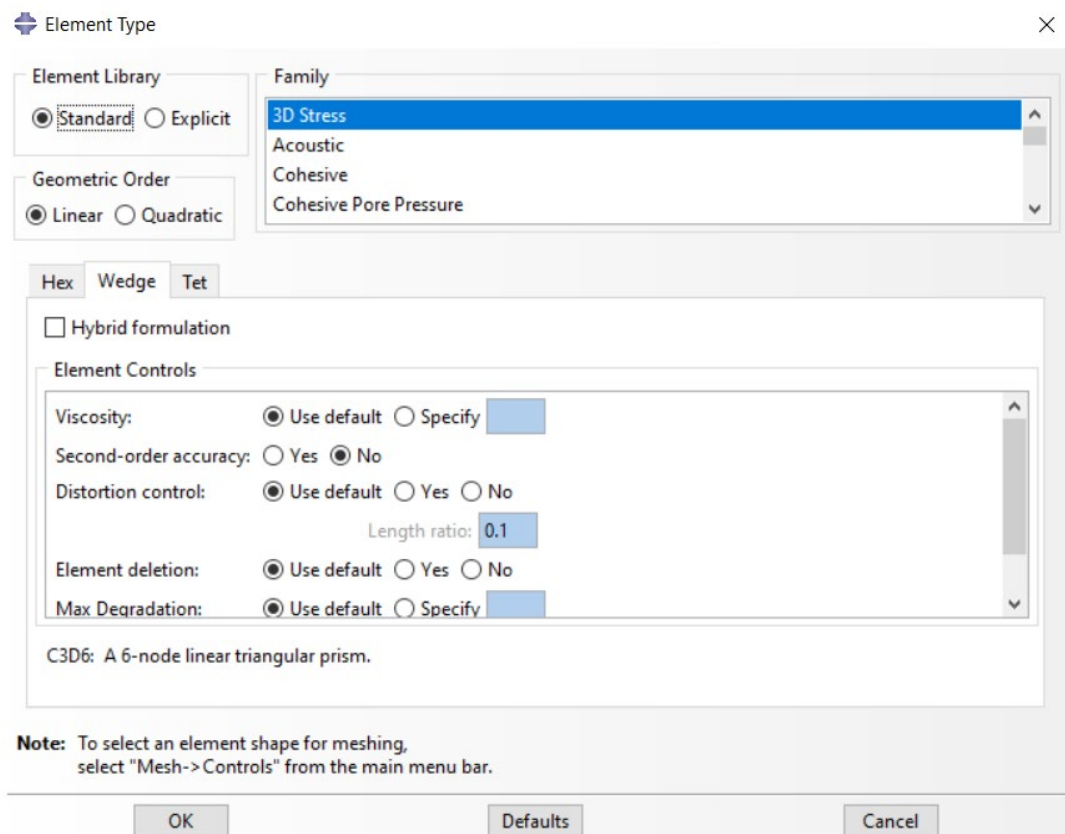 Element Type
Element Library
Standard Explicit
Family
3D Stress
Acoustic
Cohesive
Cohesive Pore Pressure
Geometric Order
Linear Quadratic
Hex Wedge Tet
Hybrid formulation
Element Controls
Viscosity: Use default Specify
Second-order accuracy: Yes No
Distortion control: Use default Yes No
Length ratio: 0.1
Element deletion: Use default Yes No
Max Degradation: Use default Specify
C3D6: A 6-node linear triangular prism.
Note: To select an element shape for meshing,
select "Mesh->Controls" from the main menu bar.
OK Defaults Cancel